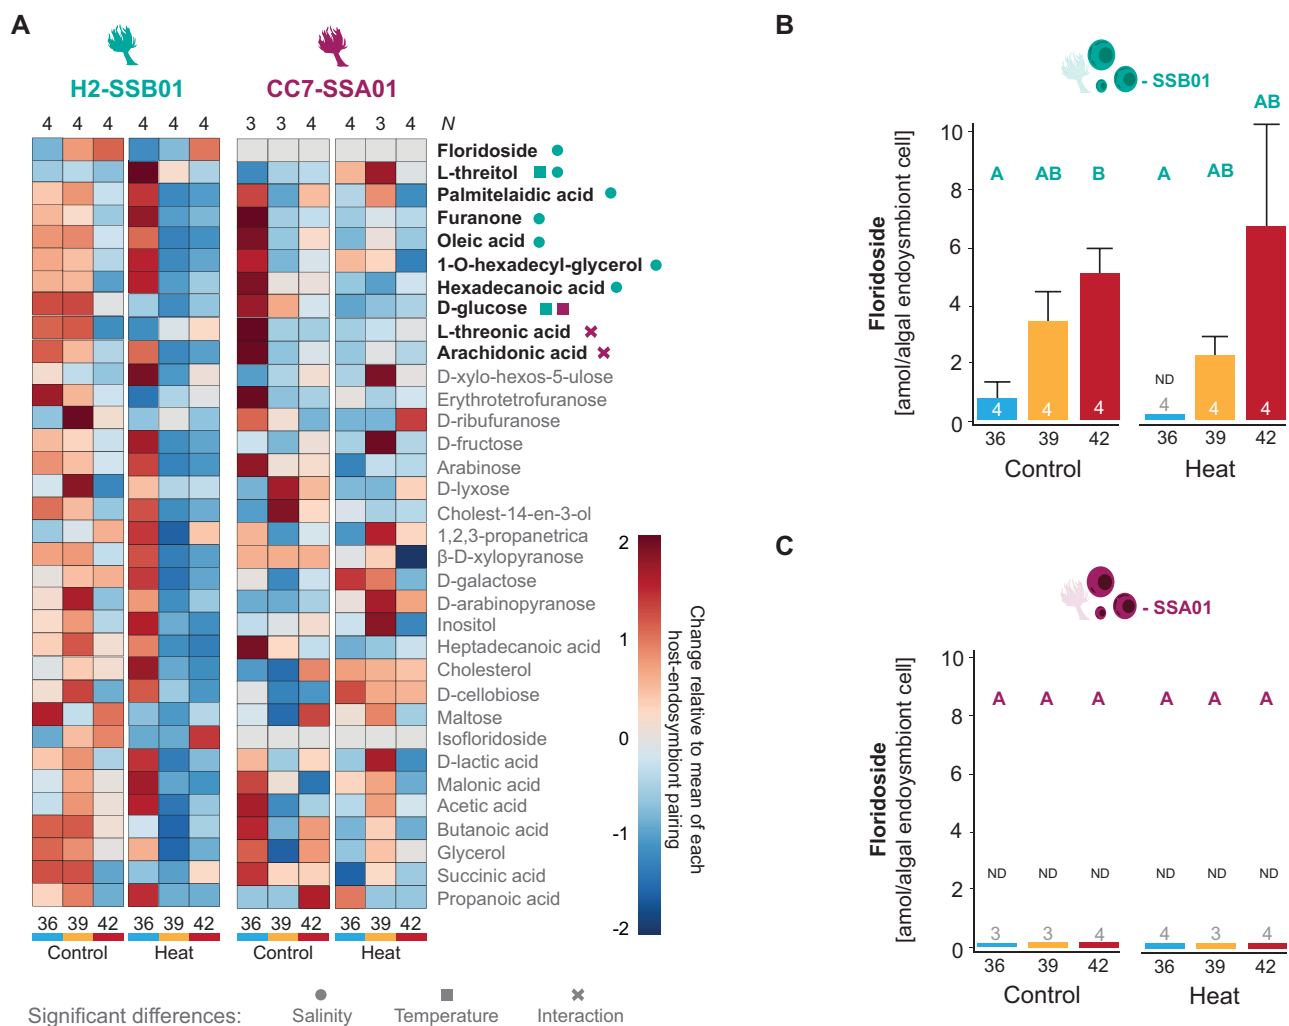 A
H2-SSB01
CC7-SSA01
4 4 4 4 4 4 3 3 4 4 3 4 N
Floridoside
L-threitol
Palmitelaidic acid
Furanone
Oleic acid
1-O-hexadecyl-glycerol
Hexadecanoic acid
D-glucose
L-threonic acid
Arachidonic acid
D-xylo-hexos-5-ulose
Erythrotetrofuranose
D-ribufuranose
D-fructose
Arabinose
D-lyxose
Cholest-14-en-3-ol
1,2,3-propanetrica
β-D-xylopyranose
D-galactose
D-arabinopyranose
Inositol
Heptadecanoic acid
Cholesterol
D-cellobiose
Maltose
Isofloridoside
D-lactic acid
Malonic acid
Acetic acid
Butanoic acid
Glycerol
Succinic acid
Propanoic acid
36 39 42 36 39 42 36 39 42 36 39 42
Control Heat Control Heat
2
1
0
-1
-2
Change relative to mean of each
host-endosymbiont pairing
Significant differences: Salinity Temperature Interaction
B
- SSB01
Floridoside
[amol/algal endoysmbiont cell]
10
8
6
4
2
0
A AB B A AB AB
ND
4 4 4 4 4 4
36 39 42 36 39 42
Control Heat
C
- SSA01
Floridoside
[amol/algal endoysmbiont cell]
10
8
6
4
2
0
A A A A A A
ND ND ND ND ND ND
3 3 4 4 3 4
36 39 42 36 39 42
Control Heat